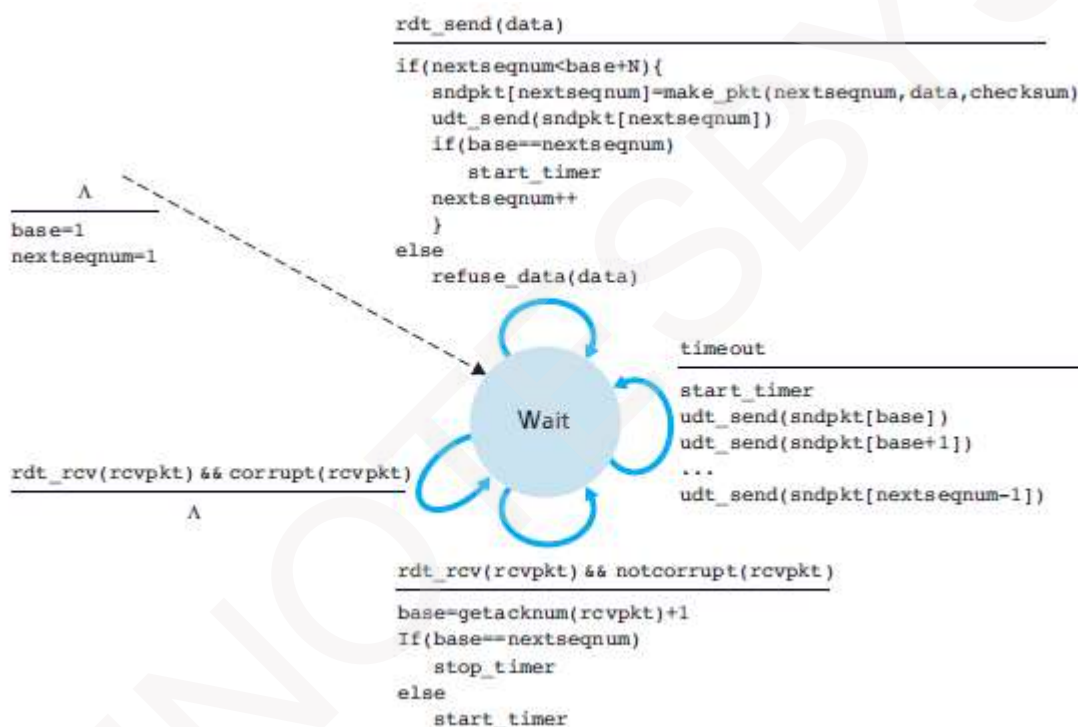 rdt_send(data)
if(nextseqnum<base+N){
sndpkt[nextseqnum]=make_pkt(nextseqnum,data,checksum)
udt_send(sndpkt[nextseqnum])
if(base==nextseqnum)
start_timer
nextseqnum++
}
else
refuse_data(data)
Λ
base=1
nextseqnum=1
timeout
start_timer
udt_send(sndpkt[base])
udt_send(sndpkt[base+1])
...
udt_send(sndpkt[nextseqnum-1])
Wait
rdt_rcv(rcvpkt) && corrupt(rcvpkt)
Λ
rdt_rcv(rcvpkt) && notcorrupt(rcvpkt)
base=getacknum(rcvpkt)+1
If(base==nextseqnum)
stop_timer
else
start_timer